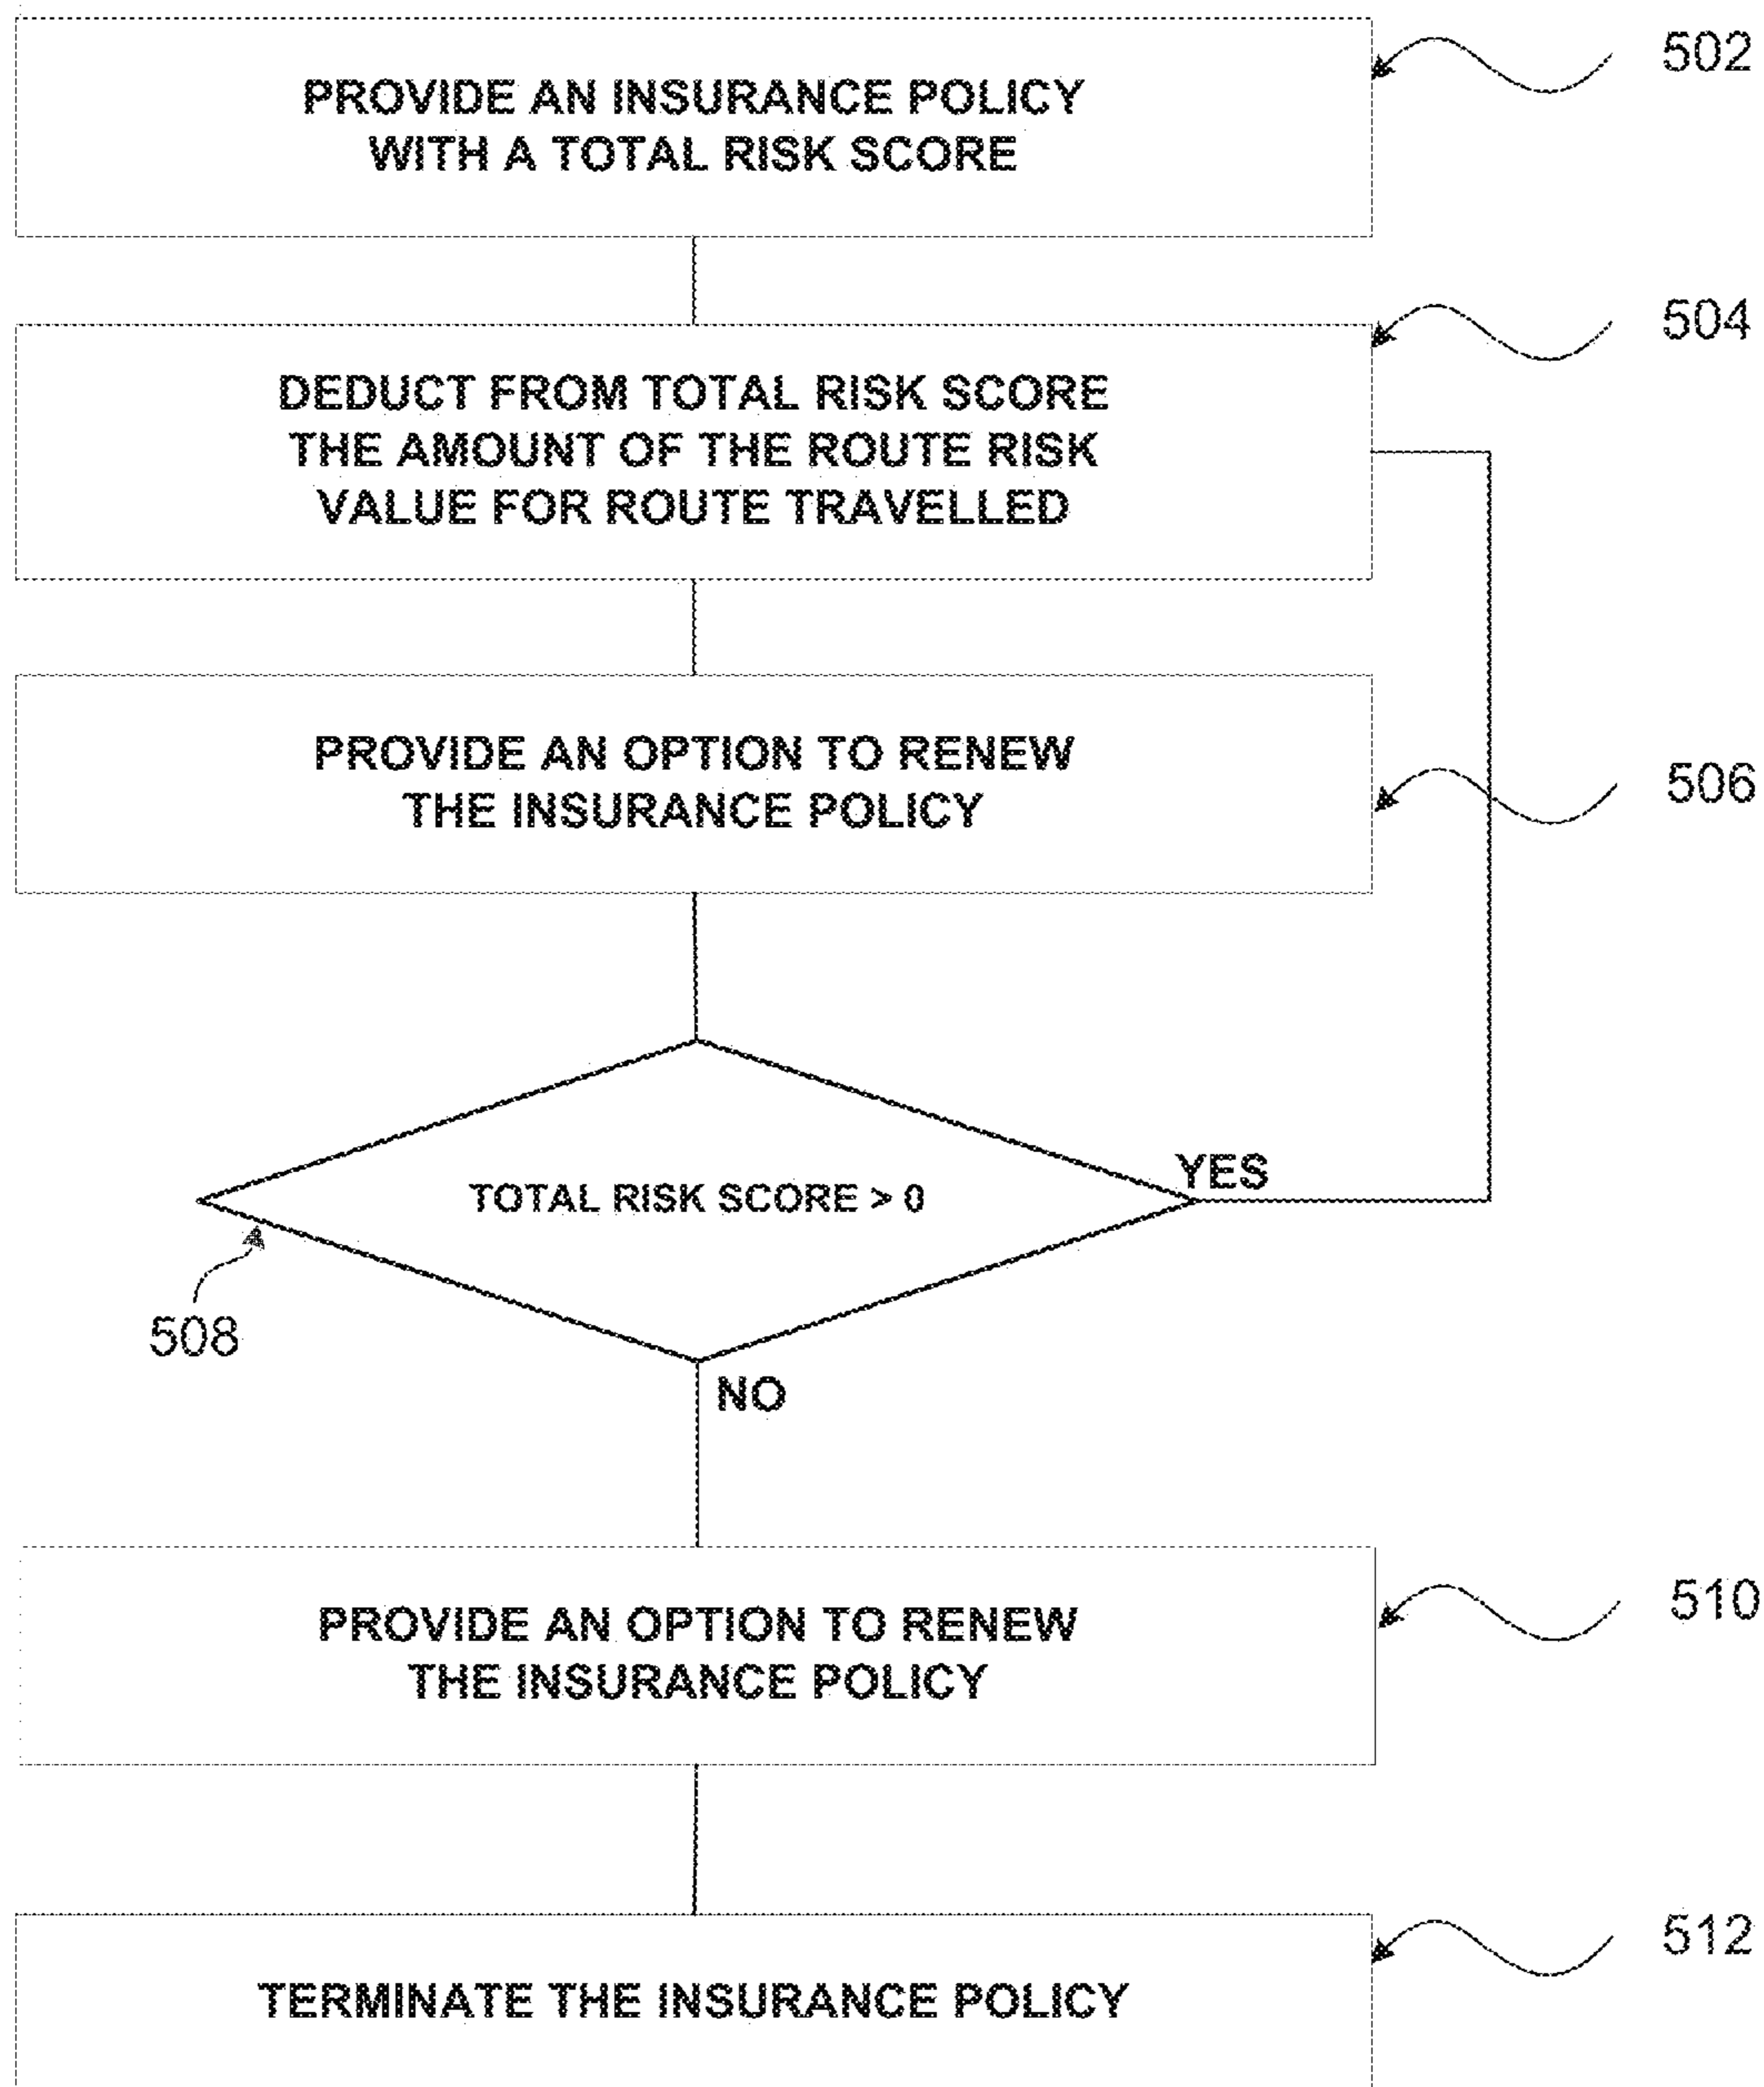 PROVIDE AN INSURANCE POLICY
WITH A TOTAL RISK SCORE
502
DEDUCT FROM TOTAL RISK SCORE
THE AMOUNT OF THE ROUTE RISK
VALUE FOR ROUTE TRAVELLED
504
PROVIDE AN OPTION TO RENEW
THE INSURANCE POLICY
506
TOTAL RISK SCORE > 0
YES
508
NO
PROVIDE AN OPTION TO RENEW
THE INSURANCE POLICY
510
TERMINATE THE INSURANCE POLICY
512